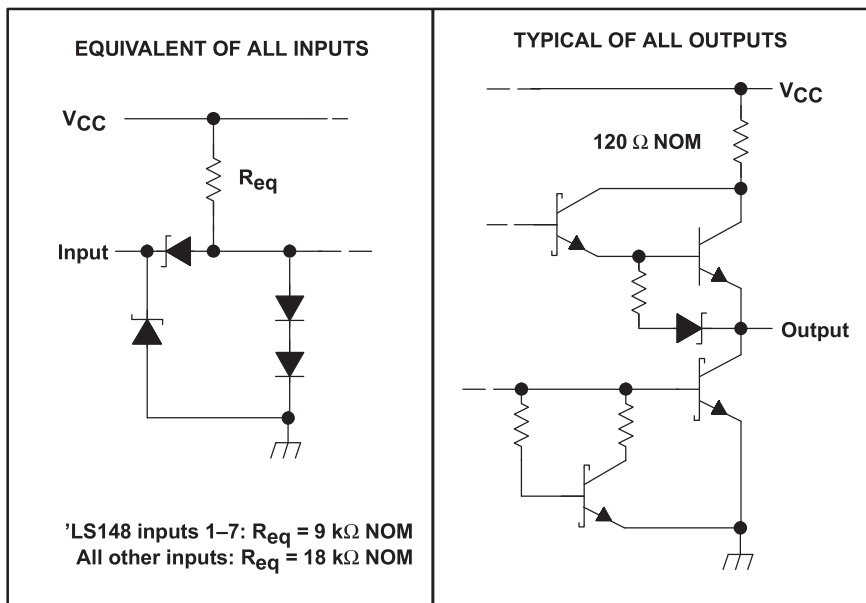 EQUIVALENT OF ALL INPUTS
VCC
Req
Input
'LS148 inputs 1–7: Req = 9 kΩ NOM
All other inputs: Req = 18 kΩ NOM
TYPICAL OF ALL OUTPUTS
VCC
120 Ω NOM
Output